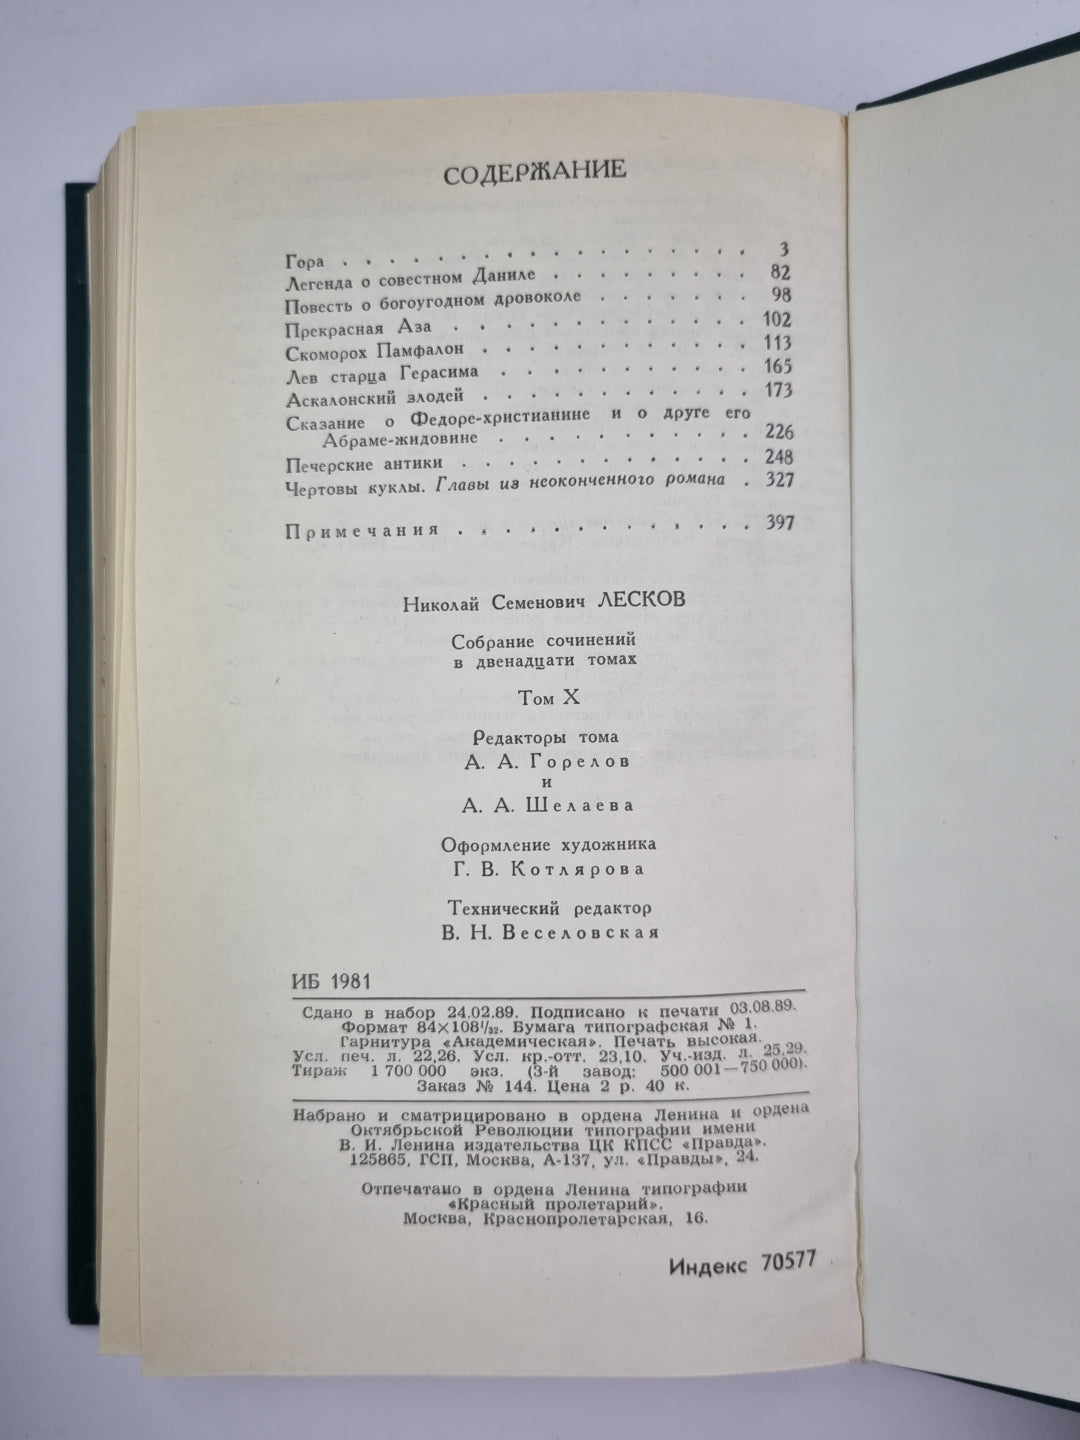 СОДЕРЖАНИЕ
Гора . . . . . . . . . . . . . . . . . 3
Легенда о совестном Даниле . . . . . . . . . 82
Повесть о богоугодном дровоколе . . . . . . . 98
Прекрасная Аза . . . . . . . . . . . . 102
Скоморох Памфалон . . . . . . . . . . . 113
Лев старца Герасима . . . . . . . . . . 165
Аскалонский злодей . . . . . . . . . . . 173
Сказание о Федоре-христианине и о друге его
Абраме-жидовине . . . . . . . . . . 226
Печерские антики . . . . . . . . . . . . 248
Чертовы куклы. Главы из неоконченного романа . 327
Примечания . . . . . . . . . . . . 397
Николай Семенович ЛЕСКОВ
Собрание сочинений
в двенадцати томах
Том X
Редакторы тома
А. А. Горелов
и
А. А. Шелаева
Оформление художника
Г. В. Котлярова
Технический редактор
В. Н. Веселовская
ИБ 1981
Сдано в набор 24.02.89. Подписано к печати 03.08.89.
Формат 84×108¹/₃₂. Бумага типографская № 1.
Гарнитура «Академическая». Печать высокая.
Усл. печ. л. 22,26. Усл. кр.-отт. 23,10. Уч.-изд. л. 25,29.
Тираж 1 700 000 экз. (3-й завод: 500 001—750 000).
Заказ № 144. Цена 2 р. 40 к.
Набрано и сматрицировано в ордена Ленина и ордена
Октябрьской Революции типографии имени
В. И. Ленина издательства ЦК КПСС «Правда».
125865, ГСП, Москва, А-137, ул. «Правды», 24.
Отпечатано в ордена Ленина типографии
«Красный пролетарий».
Москва, Краснопролетарская, 16.
Индекс 70577